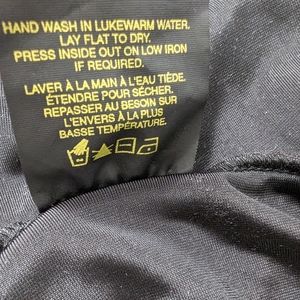 HAND WASH IN LUKEWARM WATER.
LAY FLAT TO DRY.
PRESS INSIDE OUT ON LOW IRON
IF REQUIRED.
LAVER À LA MAIN À L'EAU TIÈDE.
ÉTENDRE POUR SÉCHER.
REPASSER AU BESOIN SUR
L'ENVERS À LA PLUS
BASSE TEMPÉRATURE.